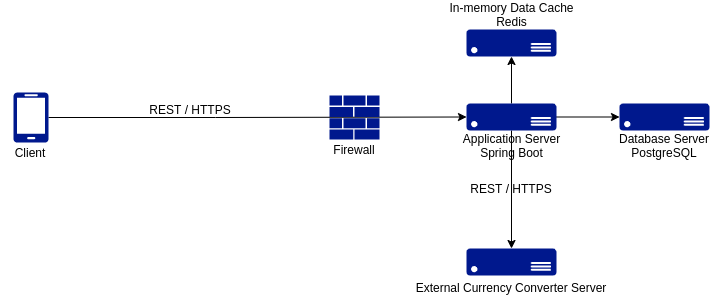 In-memory Data Cache
Redis
REST / HTTPS
Client
Firewall
Application Server
Spring Boot
Database Server
PostgreSQL
REST / HTTPS
External Currency Converter Server